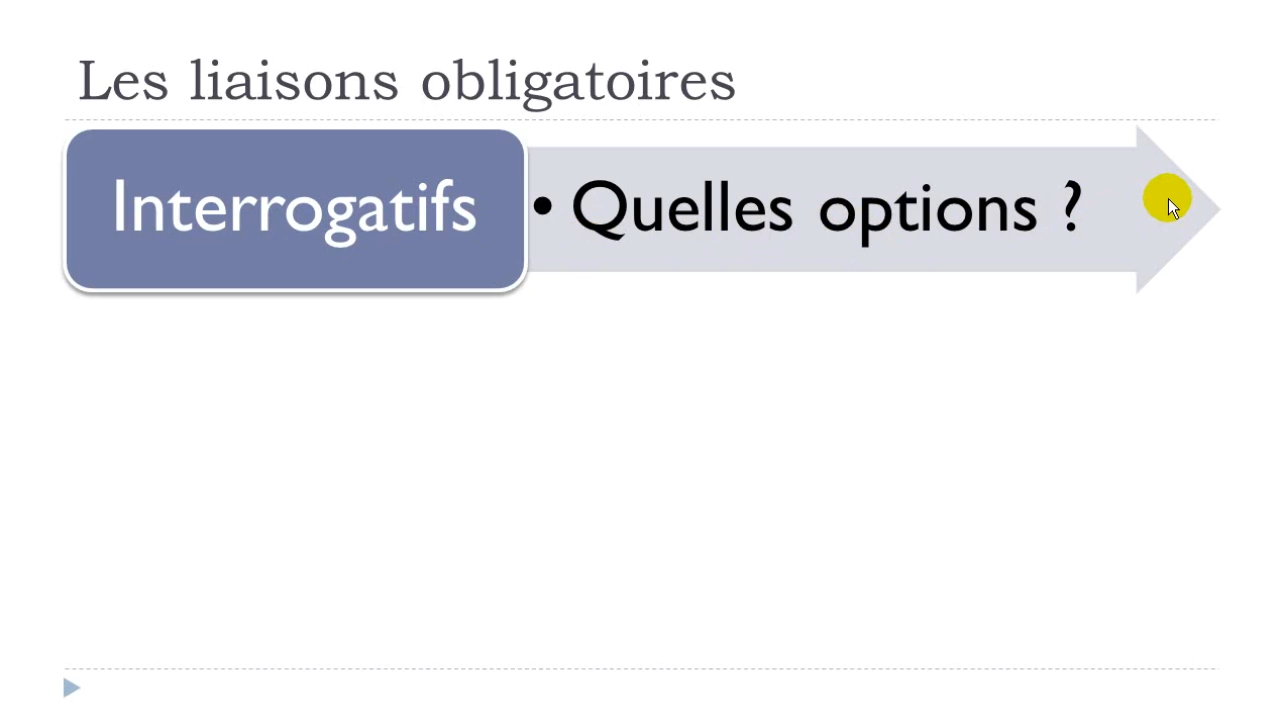 Les liaisons obligatoires
Interrogatifs
• Quelles options ?